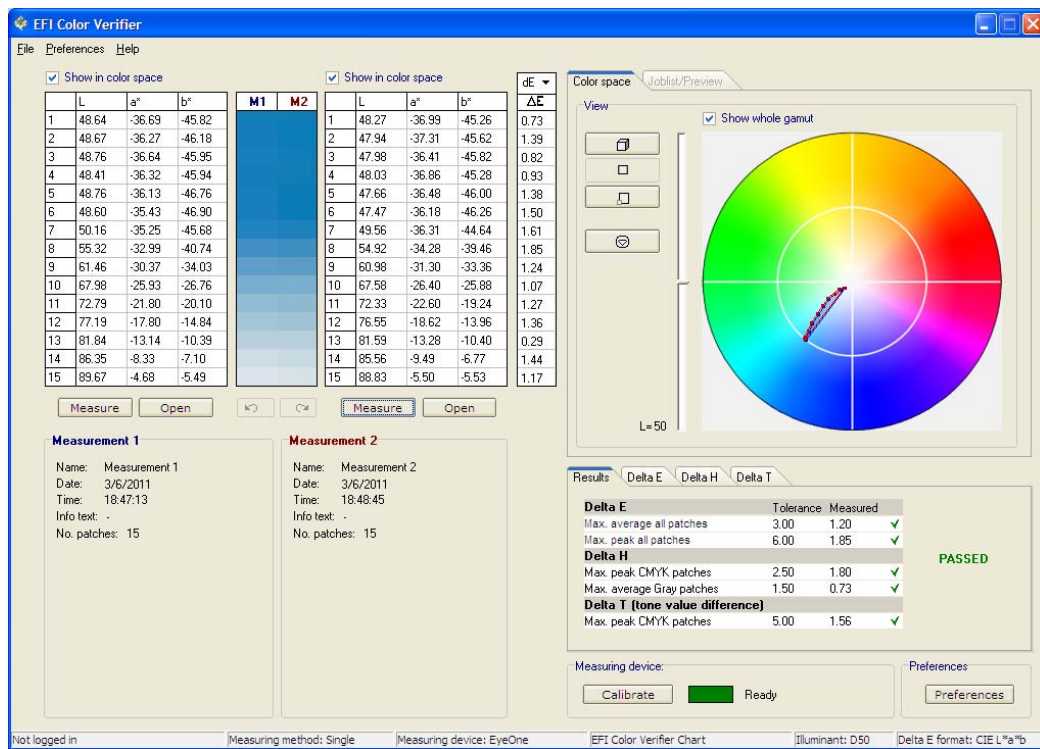 EFI Color Verifier
File Preferences Help
Show in color space Show in color space dE
L a* b* M1 M2 L a* b* ΔE
1 48.64 -36.69 -45.82 1 48.27 -36.99 -45.26 0.73
2 48.67 -36.27 -46.18 2 47.94 -37.31 -45.62 1.39
3 48.76 -36.64 -45.95 3 47.98 -36.41 -45.82 0.82
4 48.41 -36.32 -45.94 4 48.03 -36.86 -45.28 0.93
5 48.76 -36.13 -46.76 5 47.66 -36.48 -46.00 1.38
6 48.60 -35.43 -46.90 6 47.47 -36.18 -46.26 1.50
7 50.16 -35.25 -45.68 7 49.56 -36.31 -44.64 1.61
8 55.32 -32.99 -40.74 8 54.92 -34.28 -39.46 1.85
9 61.46 -30.37 -34.03 9 60.98 -31.30 -33.36 1.24
10 67.98 -25.93 -26.76 10 67.58 -26.40 -25.88 1.07
11 72.79 -21.80 -20.10 11 72.33 -22.60 -19.24 1.27
12 77.19 -17.80 -14.84 12 76.55 -18.62 -13.96 1.36
13 81.84 -13.14 -10.39 13 81.59 -13.28 -10.40 0.29
14 86.35 -8.33 -7.10 14 85.56 -9.49 -6.77 1.44
15 89.67 -4.68 -5.49 15 88.83 -5.50 -5.53 1.17
Measure Open Measure Open
Measurement 1
Name: Measurement 1
Date: 3/6/2011
Time: 18:47:13
Info text: -
No. patches: 15
Measurement 2
Name: Measurement 2
Date: 3/6/2011
Time: 18:48:45
Info text: -
No. patches: 15
Color space Joblist/Preview
View
Show whole gamut
L=50
Results Delta E Delta H Delta T
Delta E Tolerance Measured
Max. average all patches 3.00 1.20
Max. peak all patches 6.00 1.85
Delta H
Max. peak CMYK patches 2.50 1.80
Max. average Gray patches 1.50 0.73
Delta T (tone value difference)
Max. peak CMYK patches 5.00 1.56
PASSED
Measuring device:
Calibrate Ready
Preferences
Preferences
Not logged in Measuring method: Single Measuring device: EyeOne EFI Color Verifier Chart Illuminant: D50 Delta E format: CIE L*a*b